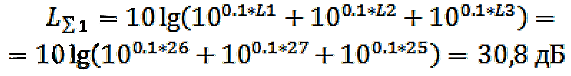 L∑ 1 = 10 lg(10^0.1*L1 + 10^0.1*L2 + 10^0.1*L3) =
= 10 lg(10^0.1*26 + 10^0.1*27 + 10^0.1*25) = 30,8 дБ